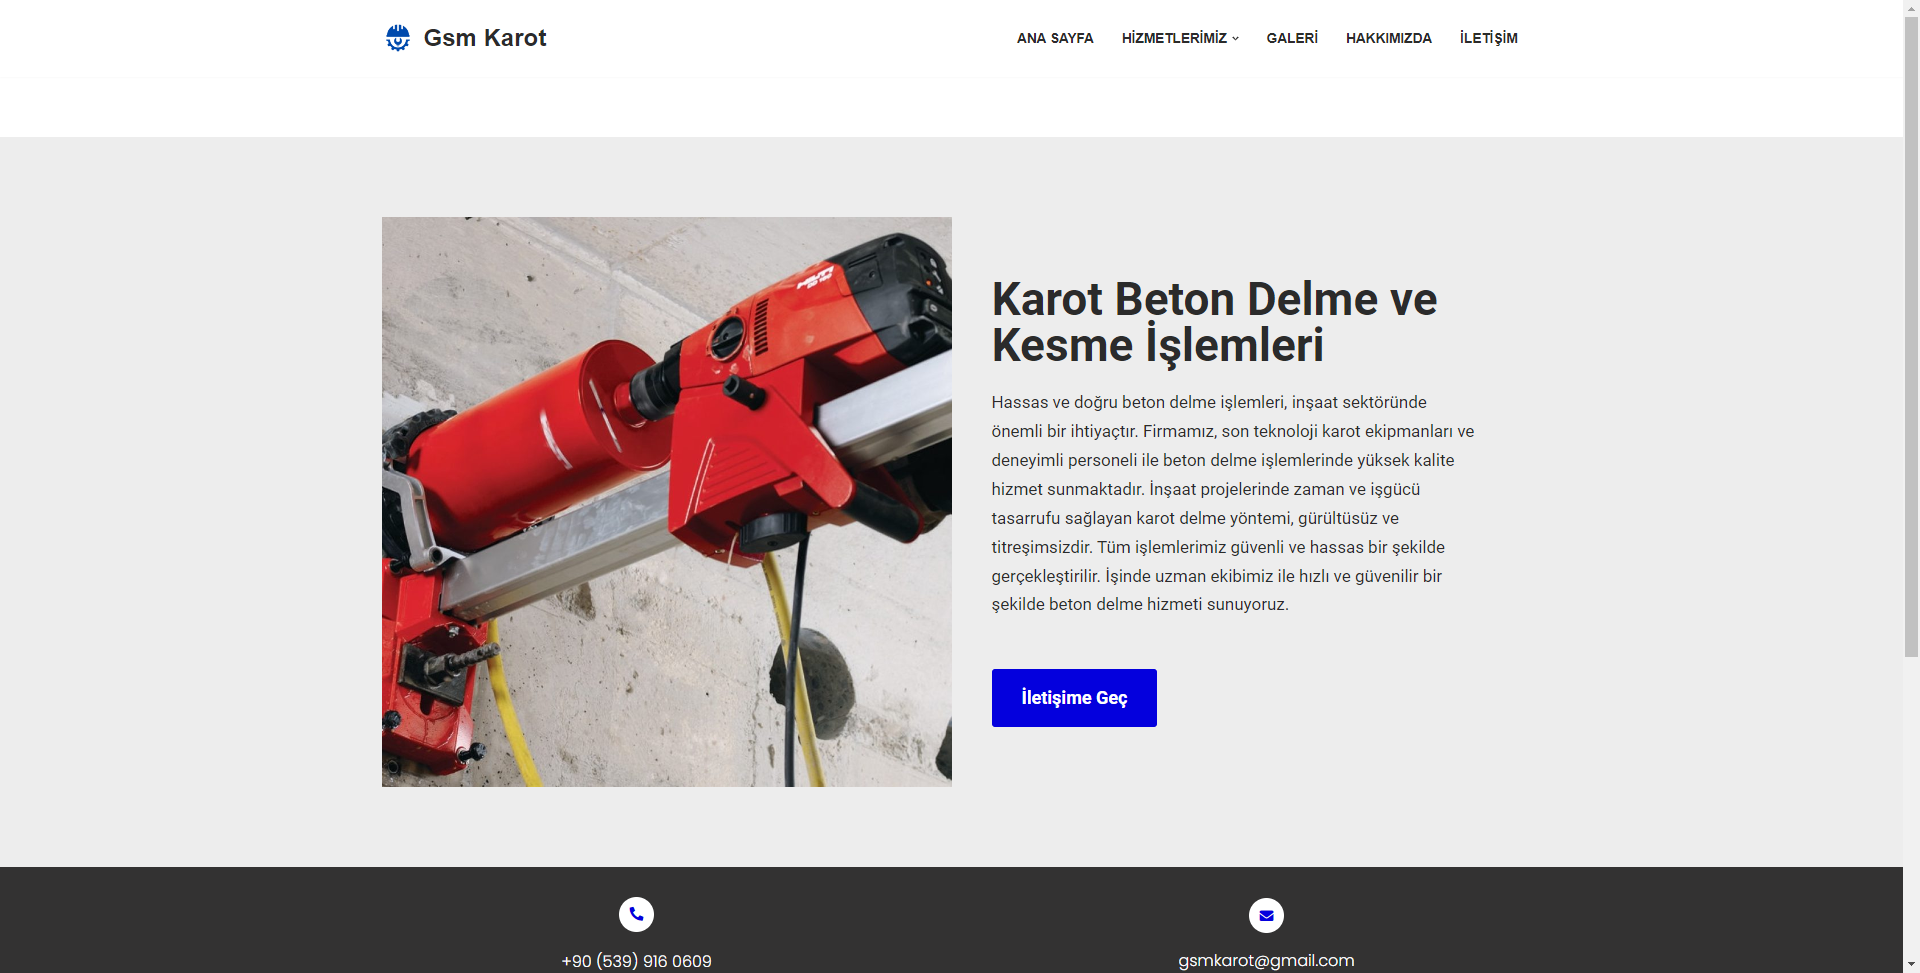 Gsm Karot
ANA SAYFA
HİZMETLERİMİZ
GALERİ
HAKKIMIZDA
İLETİŞİM
HILTI
Karot Beton Delme ve
Kesme İşlemleri
Hassas ve doğru beton delme işlemleri, inşaat sektöründe
önemli bir ihtiyaçtır. Firmamız, son teknoloji karot ekipmanları ve
deneyimli personeli ile beton delme işlemlerinde yüksek kalite
hizmet sunmaktadır. İnşaat projelerinde zaman ve işgücü
tasarrufu sağlayan karot delme yöntemi, gürültüsüz ve
titreşimsizdir. Tüm işlemlerimiz güvenli ve hassas bir şekilde
gerçekleştirilir. İşinde uzman ekibimiz ile hızlı ve güvenilir bir
şekilde beton delme hizmeti sunuyoruz.
İletişime Geç
+90 (539) 916 0609
gsmkarot@gmail.com